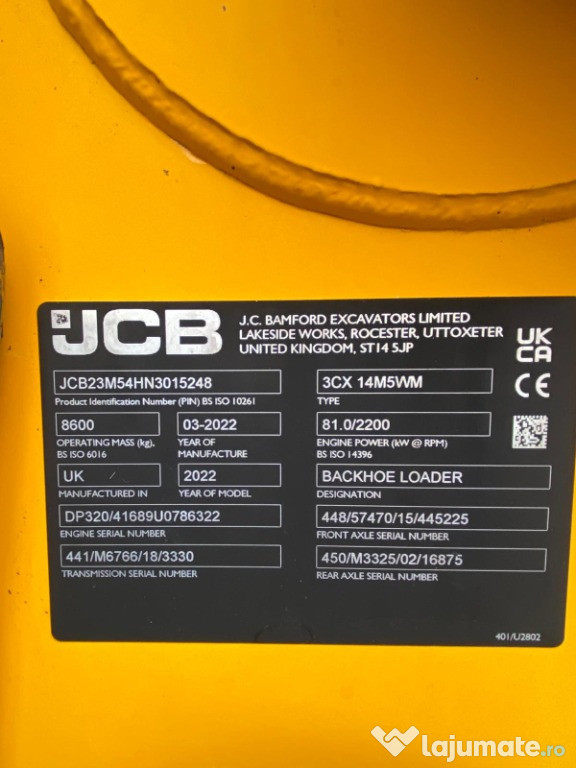 JCB
J.C. BAMFORD EXCAVATORS LIMITED
LAKESIDE WORKS, ROCESTER, UTTOXETER
UNITED KINGDOM, ST14 5JP
UK
CA
CE
JCB23M54HN3015248
Product Identification Number (PIN) BS ISO 10261
3CX 14M5WM
TYPE
8600
OPERATING MASS (kg),
BS ISO 6016
03-2022
YEAR OF
MANUFACTURE
81.0/2200
ENGINE POWER (kW @ RPM)
BS ISO 14396
UK
MANUFACTURED IN
2022
YEAR OF MODEL
BACKHOE LOADER
DESIGNATION
DP320/41689U0786322
ENGINE SERIAL NUMBER
448/57470/15/445225
FRONT AXLE SERIAL NUMBER
441/M6766/18/3330
TRANSMISSION SERIAL NUMBER
450/M3325/02/16875
REAR AXLE SERIAL NUMBER
401/U2802
lajumate.ro